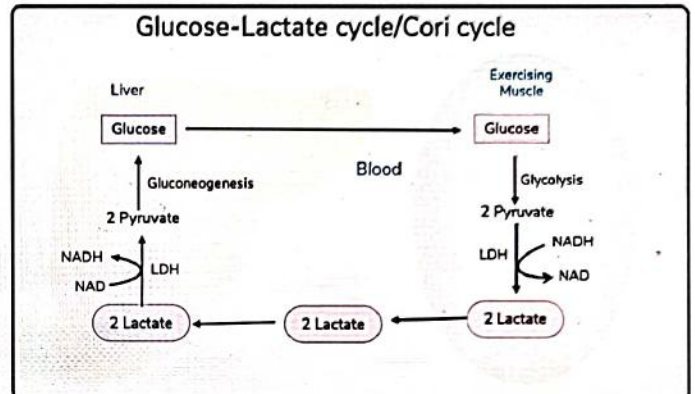 Glucose-Lactate cycle/Cori cycle
Liver
Exercising
Muscle
Glucose
Glucose
Blood
Gluconeogenesis
Glycolysis
2 Pyruvate
2 Pyruvate
NADH
NAD
LDH
LDH
NADH
NAD
2 Lactate
2 Lactate
2 Lactate